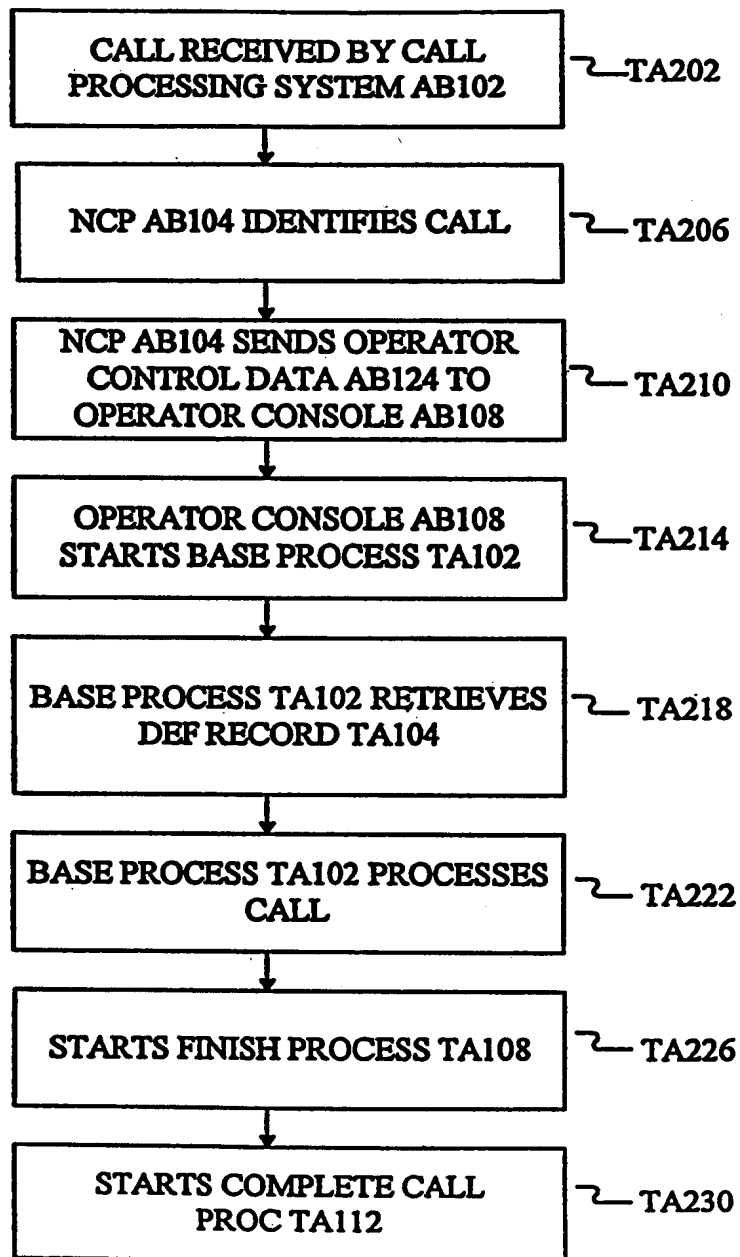 CALL RECEIVED BY CALL
PROCESSING SYSTEM AB102
TA202
NCP AB104 IDENTIFIES CALL
TA206
NCP AB104 SENDS OPERATOR
CONTROL DATA AB124 TO
OPERATOR CONSOLE AB108
TA210
OPERATOR CONSOLE AB108
STARTS BASE PROCESS TA102
TA214
BASE PROCESS TA102 RETRIEVES
DEF RECORD TA104
TA218
BASE PROCESS TA102 PROCESSES
CALL
TA222
STARTS FINISH PROCESS TA108
TA226
STARTS COMPLETE CALL
PROC TA112
TA230